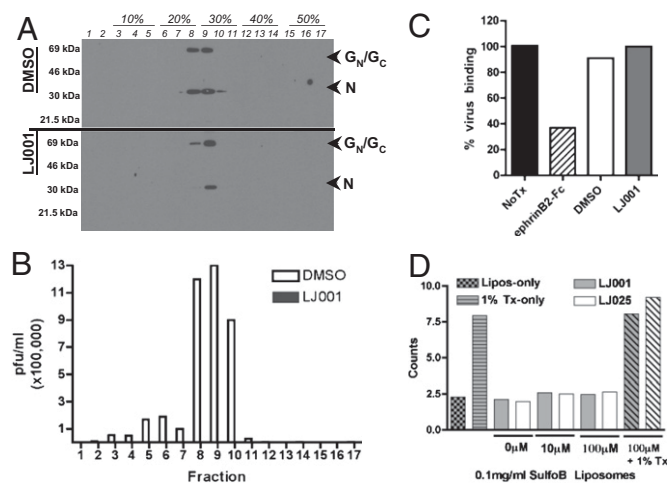 A
10% 20% 30% 40% 50%
1 2 3 4 5 6 7 8 9 10 11 12 13 14 15 16 17
DMSO
69 kDa
46 kDa
30 kDa
21.5 kDa
GN/GC
N
LJ001
69 kDa
46 kDa
30 kDa
21.5 kDa
GN/GC
N
B
pfu/ml
(x100,000)
13
11
9
7
5
3
1
DMSO
LJ001
1 2 3 4 5 6 7 8 9 10 11 12 13 14 15 16 17
Fraction
C
% virus binding
120
100
80
60
40
20
0
NoTx
ephrinB2-Fc
DMSO
LJ001
D
Lipos-only
1% Tx-only
LJ001
LJ025
Counts
10.0
7.5
5.0
2.5
0.0
0μM 10μM 100μM 100μM
+ 1% Tx
0.1mg/ml SulfoB Liposomes